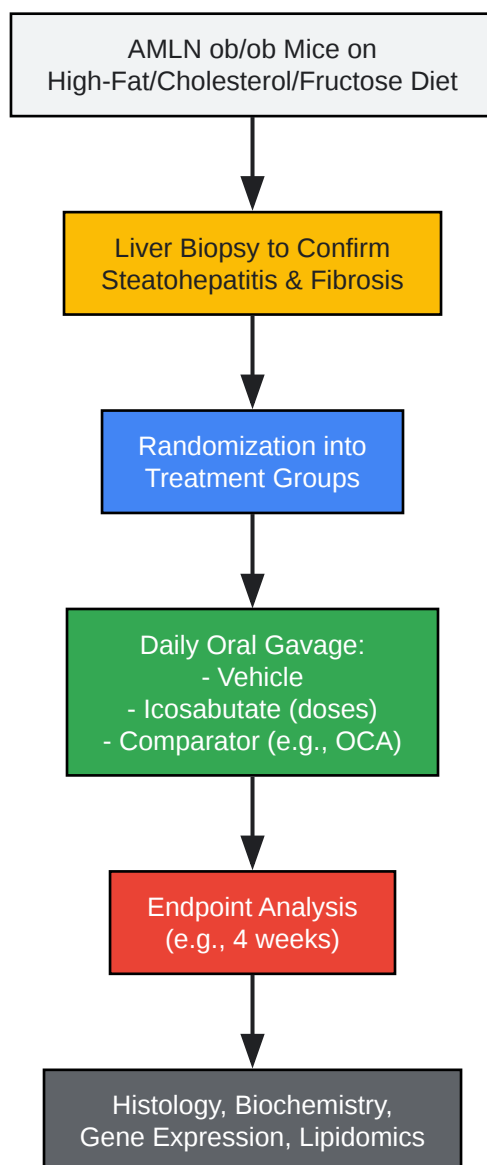 AMLN ob/ob Mice on
High-Fat/Cholesterol/Fructose Diet
Liver Biopsy to Confirm
Steatohepatitis & Fibrosis
Randomization into
Treatment Groups
Daily Oral Gavage:
- Vehicle
- Icosabutate (doses)
- Comparator (e.g., OCA)
Endpoint Analysis
(e.g., 4 weeks)
Histology, Biochemistry,
Gene Expression, Lipidomics